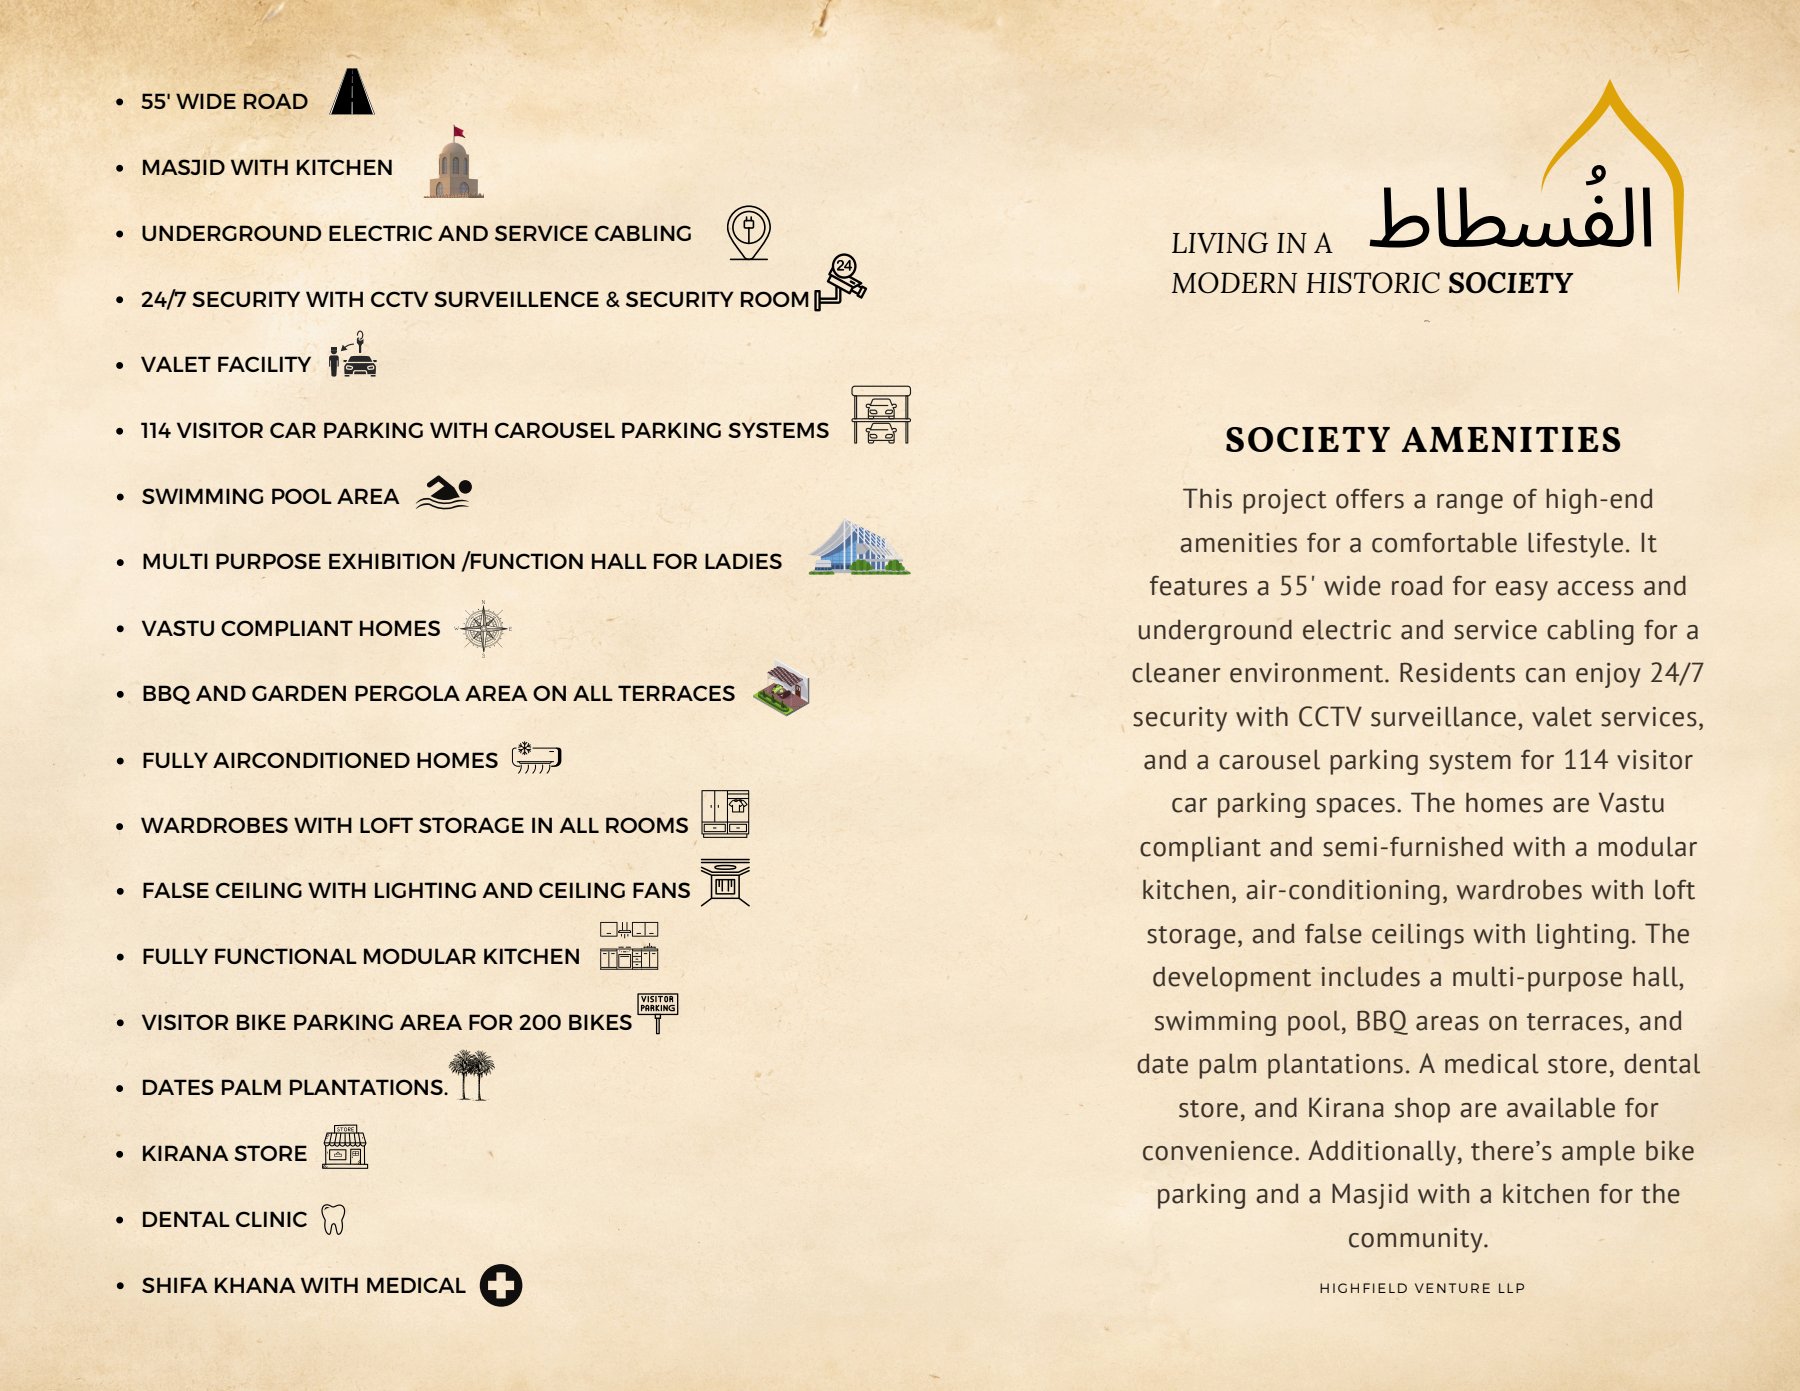 • 55' WIDE ROAD
• MASJID WITH KITCHEN
• UNDERGROUND ELECTRIC AND SERVICE CABLING
• 24/7 SECURITY WITH CCTV SURVEILLENCE & SECURITY ROOM
24
• VALET FACILITY
• 114 VISITOR CAR PARKING WITH CAROUSEL PARKING SYSTEMS
• SWIMMING POOL AREA
• MULTI PURPOSE EXHIBITION /FUNCTION HALL FOR LADIES
• VASTU COMPLIANT HOMES
N
W E
S
• BBQ AND GARDEN PERGOLA AREA ON ALL TERRACES
• FULLY AIRCONDITIONED HOMES
• WARDROBES WITH LOFT STORAGE IN ALL ROOMS
• FALSE CEILING WITH LIGHTING AND CEILING FANS
• FULLY FUNCTIONAL MODULAR KITCHEN
• VISITOR BIKE PARKING AREA FOR 200 BIKES
VISITOR
PARKING
• DATES PALM PLANTATIONS.
• KIRANA STORE
STORE
• DENTAL CLINIC
• SHIFA KHANA WITH MEDICAL
الفُسطاط
LIVING IN A
MODERN HISTORIC SOCIETY
SOCIETY AMENITIES
This project offers a range of high-end
amenities for a comfortable lifestyle. It
features a 55' wide road for easy access and
underground electric and service cabling for a
cleaner environment. Residents can enjoy 24/7
security with CCTV surveillance, valet services,
and a carousel parking system for 114 visitor
car parking spaces. The homes are Vastu
compliant and semi-furnished with a modular
kitchen, air-conditioning, wardrobes with loft
storage, and false ceilings with lighting. The
development includes a multi-purpose hall,
swimming pool, BBQ areas on terraces, and
date palm plantations. A medical store, dental
store, and Kirana shop are available for
convenience. Additionally, there’s ample bike
parking and a Masjid with a kitchen for the
community.
HIGHFIELD VENTURE LLP